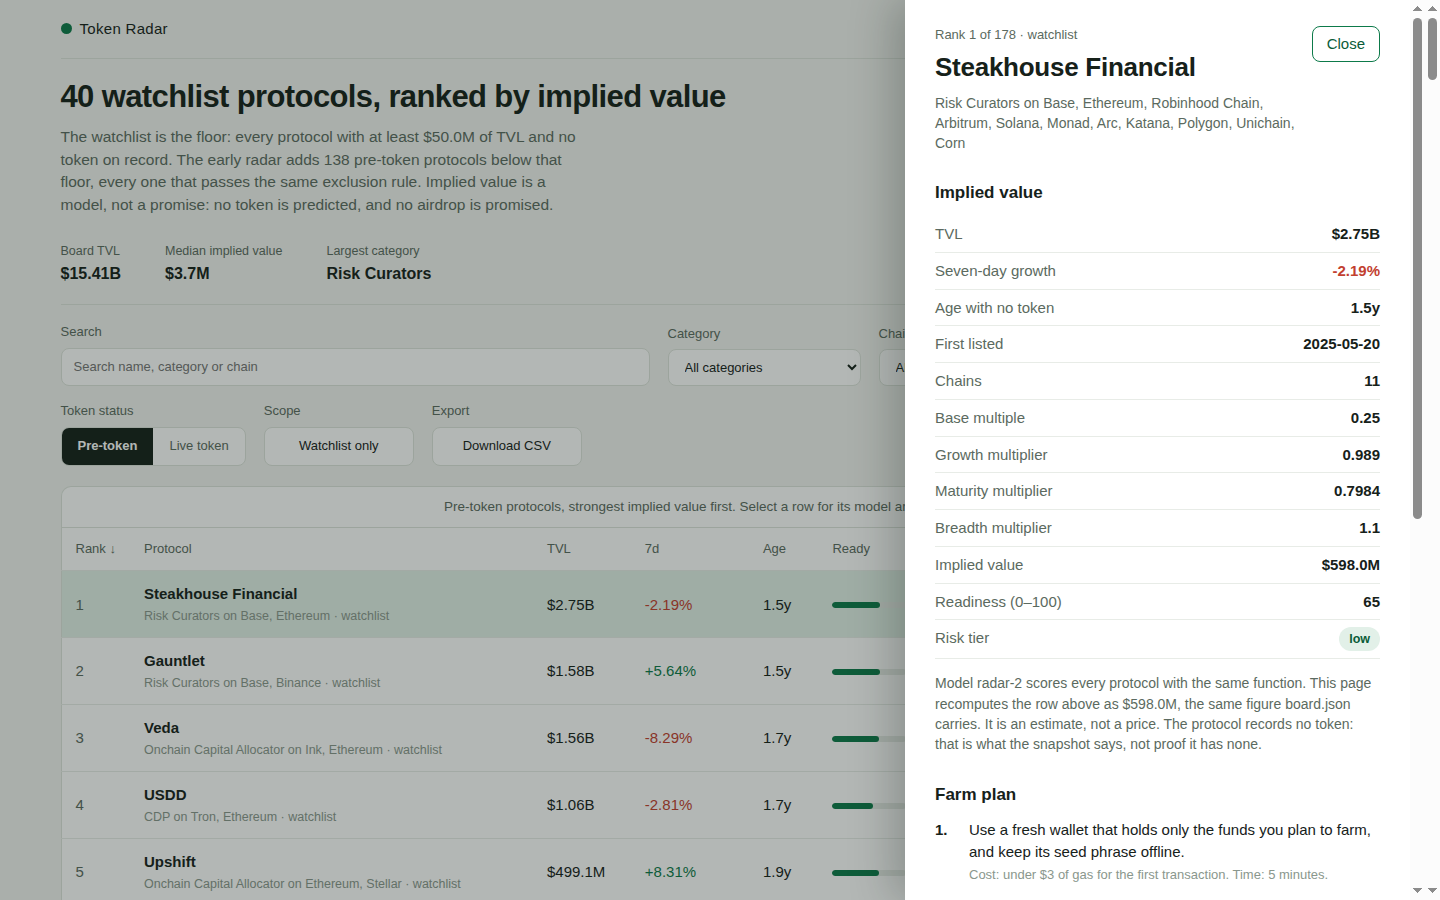 Token Radar
40 watchlist protocols, ranked by implied value
The watchlist is the floor: every protocol with at least $50.0M of TVL and no
token on record. The early radar adds 138 pre-token protocols below that
floor, every one that passes the same exclusion rule. Implied value is a
model, not a promise: no token is predicted, and no airdrop is promised.
Board TVL
$15.41B
Median implied value
$3.7M
Largest category
Risk Curators
Search
Search name, category or chain
Category
All categories
Token status
Pre-token
Live token
Scope
Watchlist only
Export
Download CSV
Pre-token protocols, strongest implied value first. Select a row for its model
Rank ↓ Protocol TVL 7d Age Ready
1 Steakhouse Financial $2.75B -2.19% 1.5y
Risk Curators on Base, Ethereum · watchlist
2 Gauntlet $1.58B +5.64% 1.5y
Risk Curators on Base, Binance · watchlist
3 Veda $1.56B -8.29% 1.7y
Onchain Capital Allocator on Ink, Ethereum · watchlist
4 USDD $1.06B -2.81% 1.7y
CDP on Tron, Ethereum · watchlist
5 Upshift $499.1M +8.31% 1.9y
Onchain Capital Allocator on Ethereum, Stellar · watchlist
Rank 1 of 178 · watchlist
Close
Steakhouse Financial
Risk Curators on Base, Ethereum, Robinhood Chain,
Arbitrum, Solana, Monad, Arc, Katana, Polygon, Unichain,
Corn
Implied value
TVL $2.75B
Seven-day growth -2.19%
Age with no token 1.5y
First listed 2025-05-20
Chains 11
Base multiple 0.25
Growth multiplier 0.989
Maturity multiplier 0.7984
Breadth multiplier 1.1
Implied value $598.0M
Readiness (0–100) 65
Risk tier low
Model radar-2 scores every protocol with the same function. This page
recomputes the row above as $598.0M, the same figure board.json
carries. It is an estimate, not a price. The protocol records no token:
that is what the snapshot says, not proof it has none.
Farm plan
1. Use a fresh wallet that holds only the funds you plan to farm,
and keep its seed phrase offline.
Cost: under $3 of gas for the first transaction. Time: 5 minutes.